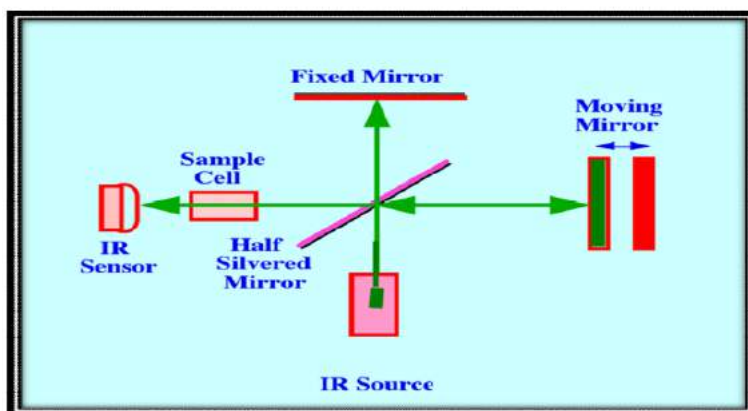 Fixed Mirror
Moving
Mirror
Sample
Cell
IR
Sensor
Half
Silvered
Mirror
IR Source